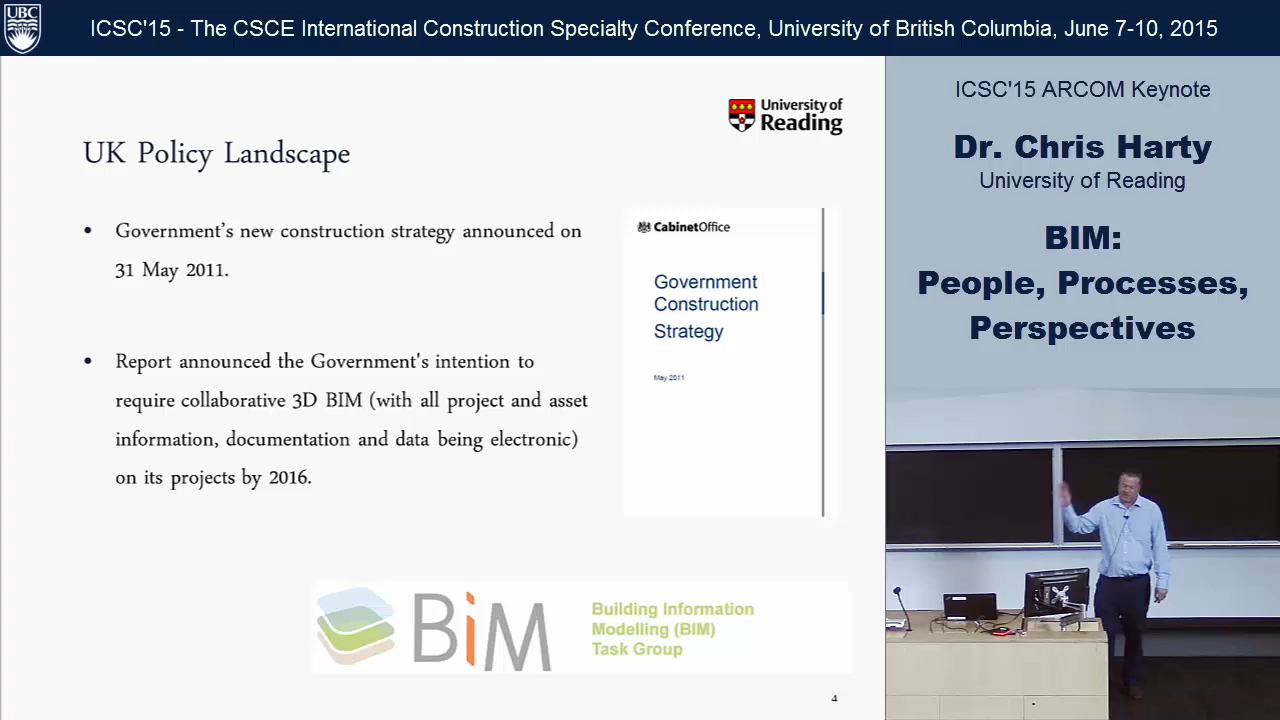 UBC
ICSC'15 - The CSCE International Construction Specialty Conference, University of British Columbia, June 7-10, 2015
University of
Reading
UK Policy Landscape
• Government's new construction strategy announced on
31 May 2011.
• Report announced the Government's intention to
require collaborative 3D BIM (with all project and asset
information, documentation and data being electronic)
on its projects by 2016.
CabinetOffice
Government
Construction
Strategy
May 2011
BiM
Building Information
Modelling (BIM)
Task Group
4
ICSC'15 ARCOM Keynote
Dr. Chris Harty
University of Reading
BIM:
People, Processes,
Perspectives